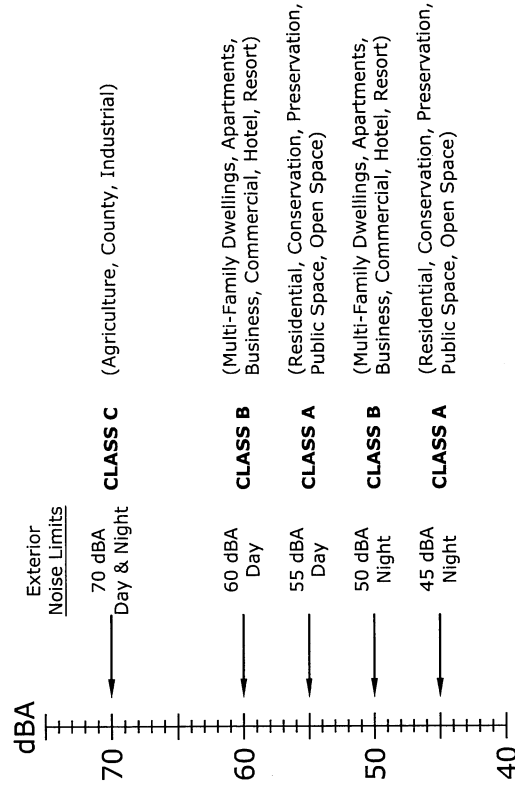 dBA
Exterior
Noise Limits
70
70 dBA
Day & Night
CLASS C
(Agriculture, County, Industrial)
60
60 dBA
Day
CLASS B
(Multi-Family Dwellings, Apartments,
Business, Commercial, Hotel, Resort)
55 dBA
Day
CLASS A
(Residential, Conservation, Preservation,
Public Space, Open Space)
50
50 dBA
Night
CLASS B
(Multi-Family Dwellings, Apartments,
Business, Commercial, Hotel, Resort)
45 dBA
Night
CLASS A
(Residential, Conservation, Preservation,
Public Space, Open Space)
40